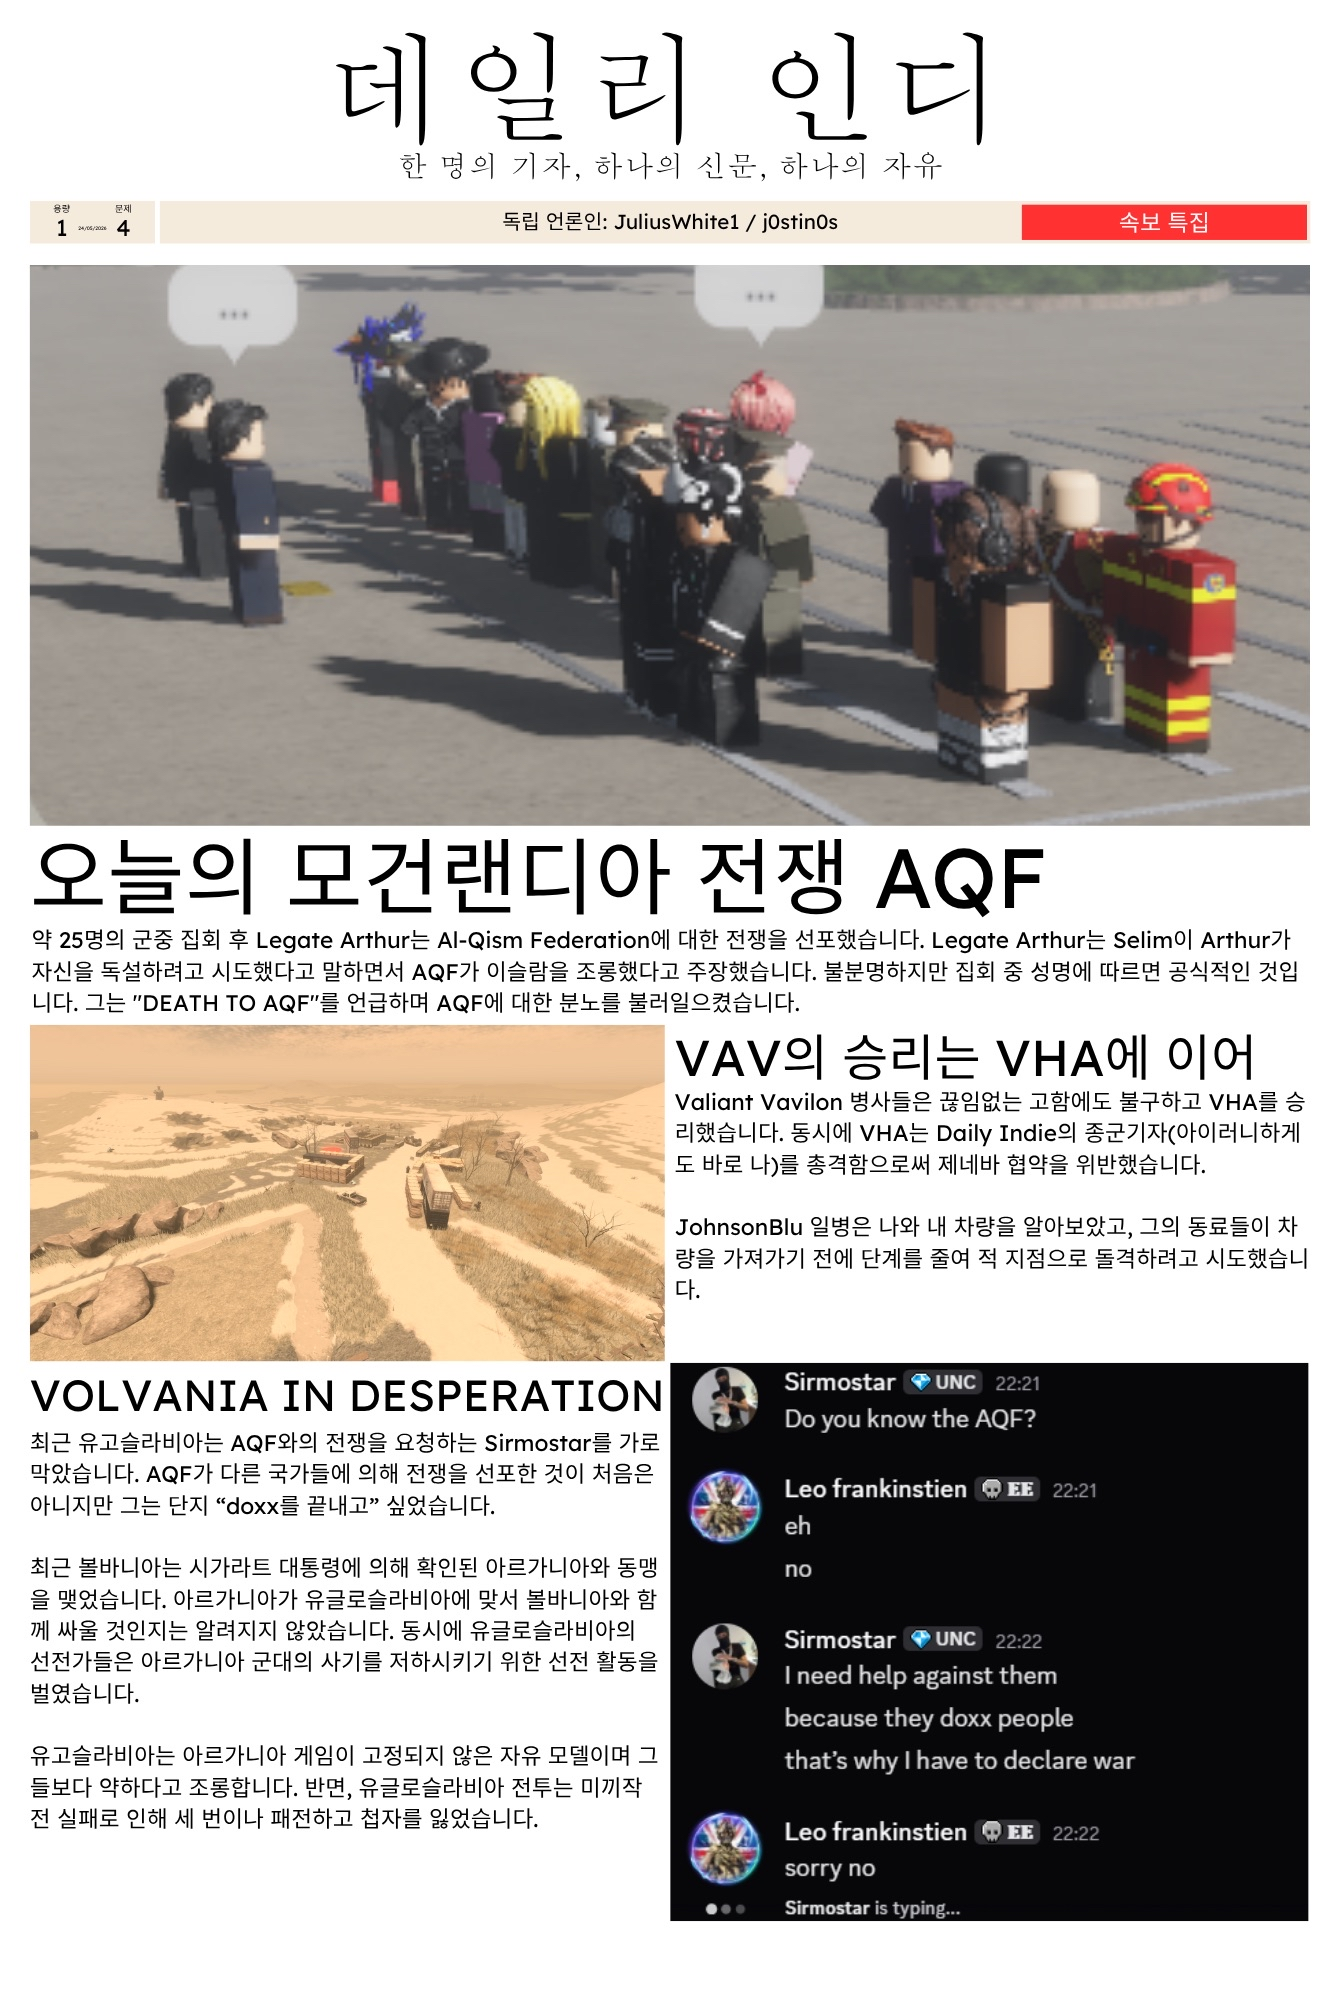 데일리 인디
한 명의 기자, 하나의 신문, 하나의 자유
용량
1
24/05/2026
문제
4
독립 언론인: JuliusWhite1 / j0stin0s
속보 특집
...
...
오늘의 모건랜디아 전쟁 AQF
약 25명의 군중 집회 후 Legate Arthur는 Al-Qism Federation에 대한 전쟁을 선포했습니다. Legate Arthur는 Selim이 Arthur가
자신을 독설하려고 시도했다고 말하면서 AQF가 이슬람을 조롱했다고 주장했습니다. 불분명하지만 집회 중 성명에 따르면 공식적인 것입
니다. 그는 "DEATH TO AQF"를 언급하며 AQF에 대한 분노를 불러일으켰습니다.
VAV의 승리는 VHA에 이어
Valiant Vavilon 병사들은 끊임없는 고함에도 불구하고 VHA를 승
리했습니다. 동시에 VHA는 Daily Indie의 종군기자(아이러니하게
도 바로 나)를 총격함으로써 제네바 협약을 위반했습니다.
JohnsonBlu 일병은 나와 내 차량을 알아보았고, 그의 동료들이 차
량을 가져가기 전에 단계를 줄여 적 지점으로 돌격하려고 시도했습니
다.
VOLVANIA IN DESPERATION
최근 유고슬라비아는 AQF와의 전쟁을 요청하는 Sirmostar를 가로
막았습니다. AQF가 다른 국가들에 의해 전쟁을 선포한 것이 처음은
아니지만 그는 단지 “doxx를 끝내고” 싶었습니다.
최근 볼바니아는 시가라트 대통령에 의해 확인된 아르가니아와 동맹
을 맺었습니다. 아르가니아가 유글로슬라비아에 맞서 볼바니아와 함
께 싸울 것인지는 알려지지 않았습니다. 동시에 유글로슬라비아의
선전가들은 아르가니아 군대의 사기를 저하시키기 위한 선전 활동을
벌였습니다.
유고슬라비아는 아르가니아 게임이 고정되지 않은 자유 모델이며 그
들보다 약하다고 조롱합니다. 반면, 유글로슬라비아 전투는 미끼작
전 실패로 인해 세 번이나 패전하고 첩자를 잃었습니다.
Sirmostar UNC 22:21
Do you know the AQF?
Leo frankinstien EE 22:21
eh
no
Sirmostar UNC 22:22
I need help against them
because they doxx people
that’s why I have to declare war
Leo frankinstien EE 22:22
sorry no
Sirmostar is typing...